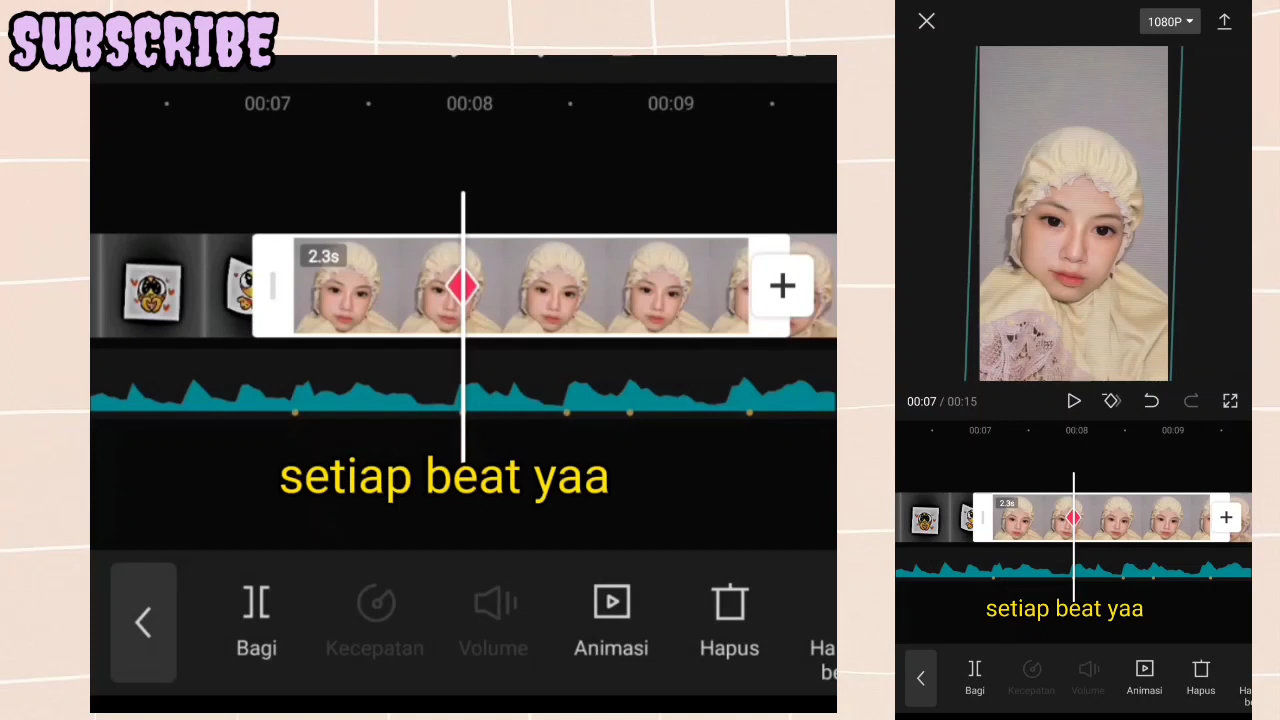 SUBSCRIBE
00:07 00:08 00:09
2.3s
setiap beat yaa
Bagi Kecepatan Volume Animasi Hapus
1080P
00:07 / 00:15
00:07 00:08 00:09
2.3s
setiap beat yaa
Bagi Kecepatan Volume Animasi Hapus